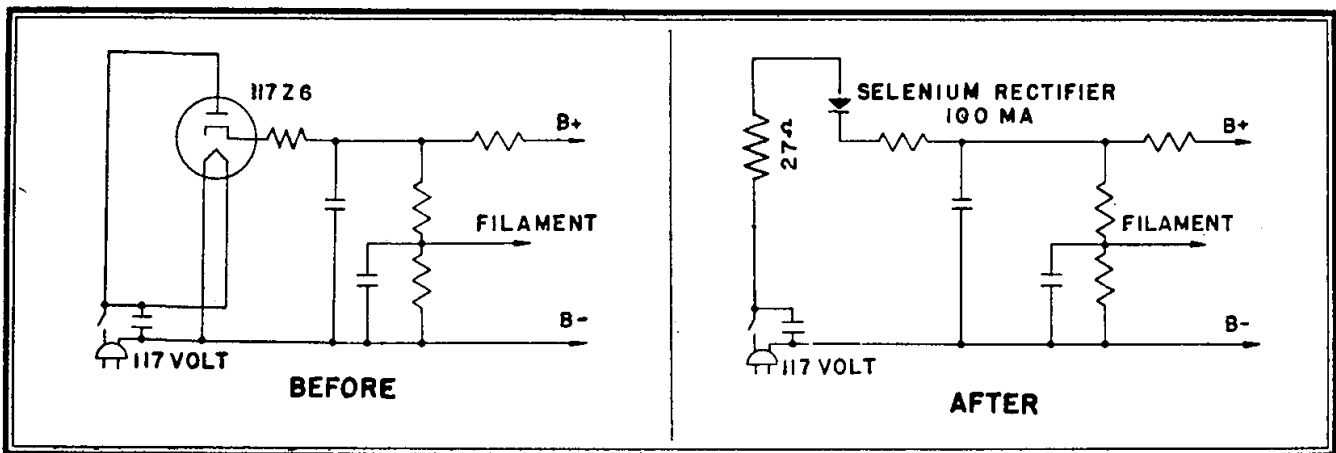 117Z6
B+
FILAMENT
B-
117 VOLT
BEFORE
SELENIUM RECTIFIER
100 MA
27Ω
B+
FILAMENT
B-
117 VOLT
AFTER